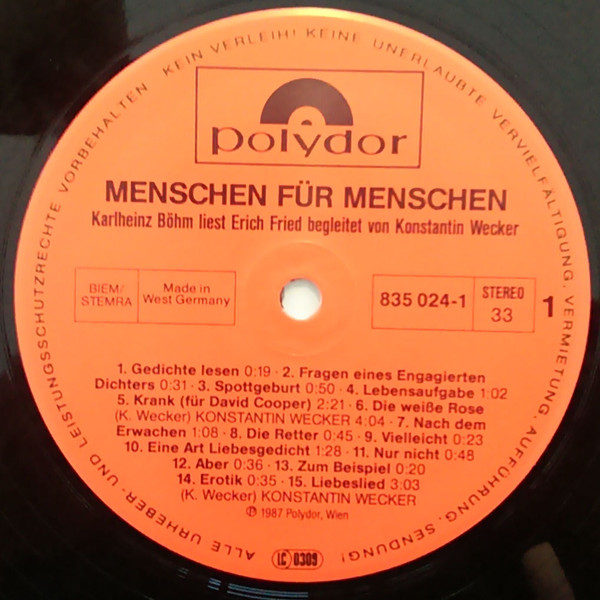 ALLE URHEBER- UND LEISTUNGSSCHUTZRECHTE VORBEHALTEN KEIN VERLEIH! KEINE UNERLAUBTE VERVIELFÄLTIGUNG, VERMIETUNG, AUFFÜHRUNG, SENDUNG!
polydor
MENSCHEN FÜR MENSCHEN
Karlheinz Böhm liest Erich Fried begleitet von Konstantin Wecker
BIEM/
STEMRA
Made in
West Germany
835 024-1
STEREO
33
1
1. Gedichte lesen 0:19 · 2. Fragen eines Engagierten
Dichters 0:31 · 3. Spottgeburt 0:50 · 4. Lebensaufgabe 1:02
5. Krank (für David Cooper) 2:21 · 6. Die weiße Rose
(K. Wecker) KONSTANTIN WECKER 4:04 · 7. Nach dem
Erwachen 1:08 · 8. Die Retter 0:45 · 9. Vielleicht 0:23
10. Eine Art Liebesgedicht 1:28 · 11. Nur nicht 0:48
12. Aber 0:36 · 13. Zum Beispiel 0:20
14. Erotik 0:35 · 15. Liebeslied 3:03
(K. Wecker) KONSTANTIN WECKER
℗ 1987 Polydor, Wien
LC 0309